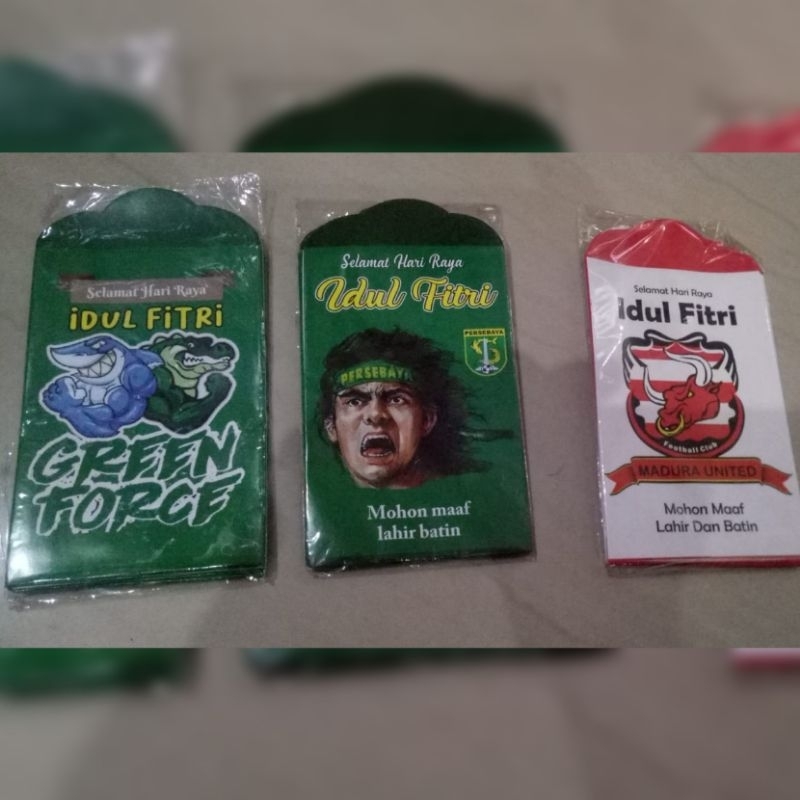 Selamat Hari Raya
iDUL FiTRi
GREEN
FORCE
Selamat Hari Raya
Idul Fitri
PERSEBAYA
PERSEBAYA
Mohon maaf
lahir batin
Selamat Hari Raya
Idul Fitri
Football Club
MADURA UNITED
Mohon Maaf
Lahir Dan Batin